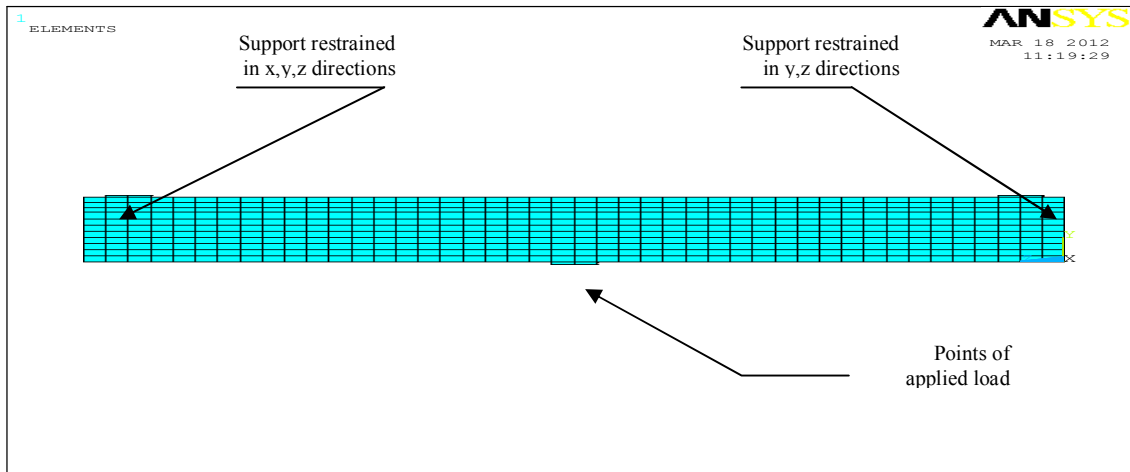 1
ELEMENTS
ANSYS
MAR 18 2012
11:19:29
Support restrained
in x,y,z directions
Support restrained
in y,z directions
Y
X
Points of
applied load